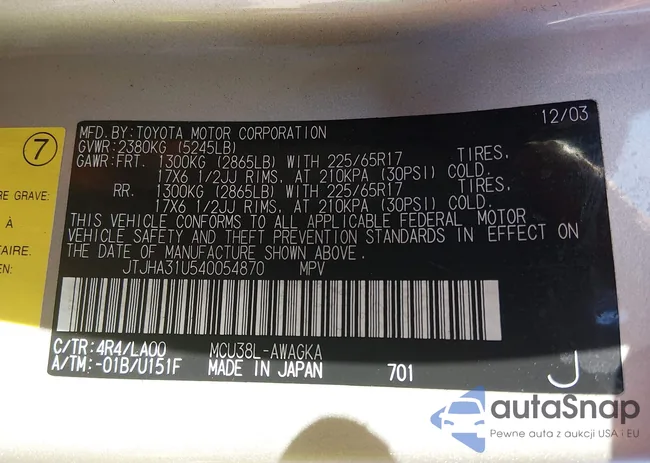 12/03
MFD. BY: TOYOTA MOTOR CORPORATION
GVWR: 2380KG (5245LB)
GAWR: FRT. 1300KG (2865LB) WITH 225/65R17 TIRES,
17X6 1/2JJ RIMS, AT 210KPA (30PSI) COLD.
RR. 1300KG (2865LB) WITH 225/65R17 TIRES,
17X6 1/2JJ RIMS, AT 210KPA (30PSI) COLD.
THIS VEHICLE CONFORMS TO ALL APPLICABLE FEDERAL MOTOR
VEHICLE SAFETY AND THEFT PREVENTION STANDARDS IN EFFECT ON
THE DATE OF MANUFACTURE SHOWN ABOVE.
JTJHA31U540054870 MPV
C/TR: 4R4/LA00 MCU38L-AWAGKA
A/TM: -01B/U151F MADE IN JAPAN 701 J
7
RE GRAVE:
À
TAIRE.
autaSnap
Pewne auta z aukcji USA i EU